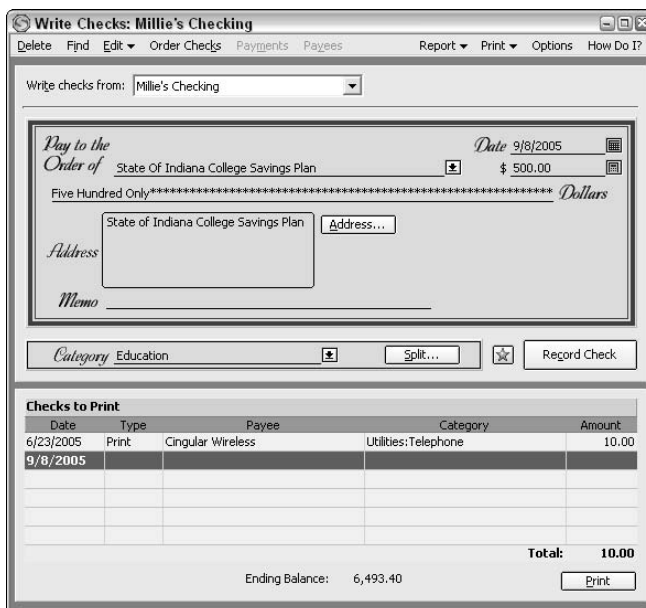 Write Checks: Millie's Checking
Delete Find Edit Order Checks Payments Payees Report Print Options How Do I?
Write checks from: Millie's Checking
Pay to the
Order of State Of Indiana College Savings Plan
Date 9/8/2005
$ 500.00
Five Hundred Only****************************************************************** Dollars
Address State of Indiana College Savings Plan Address...
Memo
Category Education Split... Record Check
Checks to Print
Date Type Payee Category Amount
6/23/2005 Print Cingular Wireless Utilities:Telephone 10.00
9/8/2005
Total: 10.00
Ending Balance: 6,493.40 Print